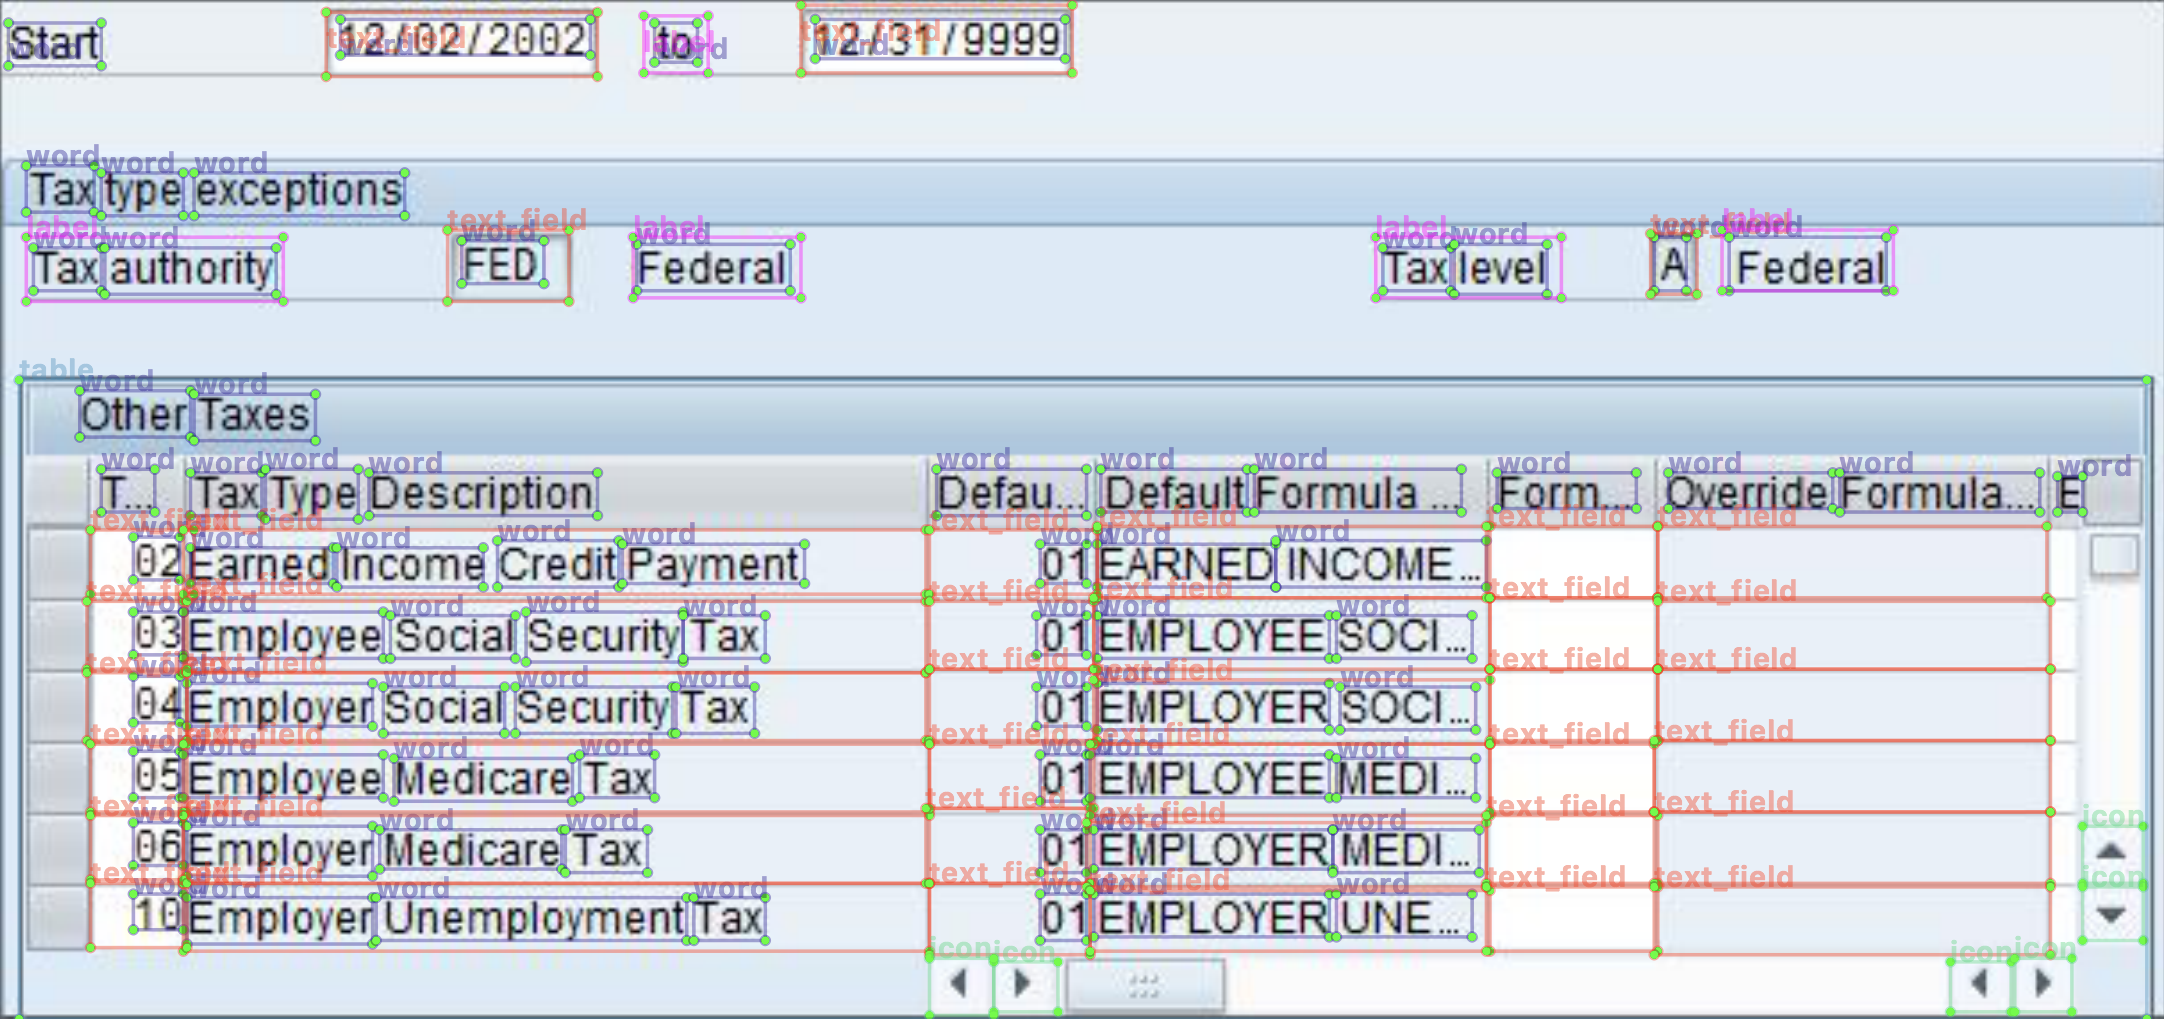 Start 12/02/2002 to 12/31/9999
Tax type exceptions
Tax authority FED Federal Tax level A Federal
Other Taxes
T... Tax Type Description Defau... Default Formula ... Form... Override Formula... E
02 Earned Income Credit Payment 01 EARNED INCOME ...
03 Employee Social Security Tax 01 EMPLOYEE SOCI...
04 Employer Social Security Tax 01 EMPLOYER SOCI...
05 Employee Medicare Tax 01 EMPLOYEE MEDI...
06 Employer Medicare Tax 01 EMPLOYER MEDI...
10 Employer Unemployment Tax 01 EMPLOYER UNE...